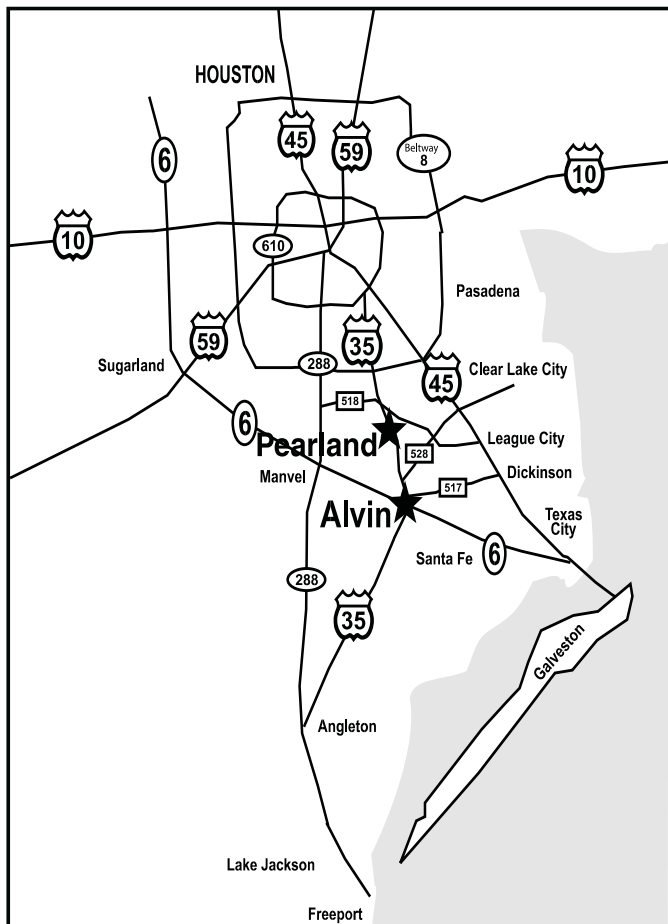 HOUSTON
45
59
Beltway
8
6
10
10
610
Pasadena
59
35
288
Sugarland
45
Clear Lake City
518
6
Pearland
League City
528
Manvel
Dickinson
517
Alvin
Texas
City
Santa Fe
6
288
35
Galveston
Angleton
Lake Jackson
Freeport